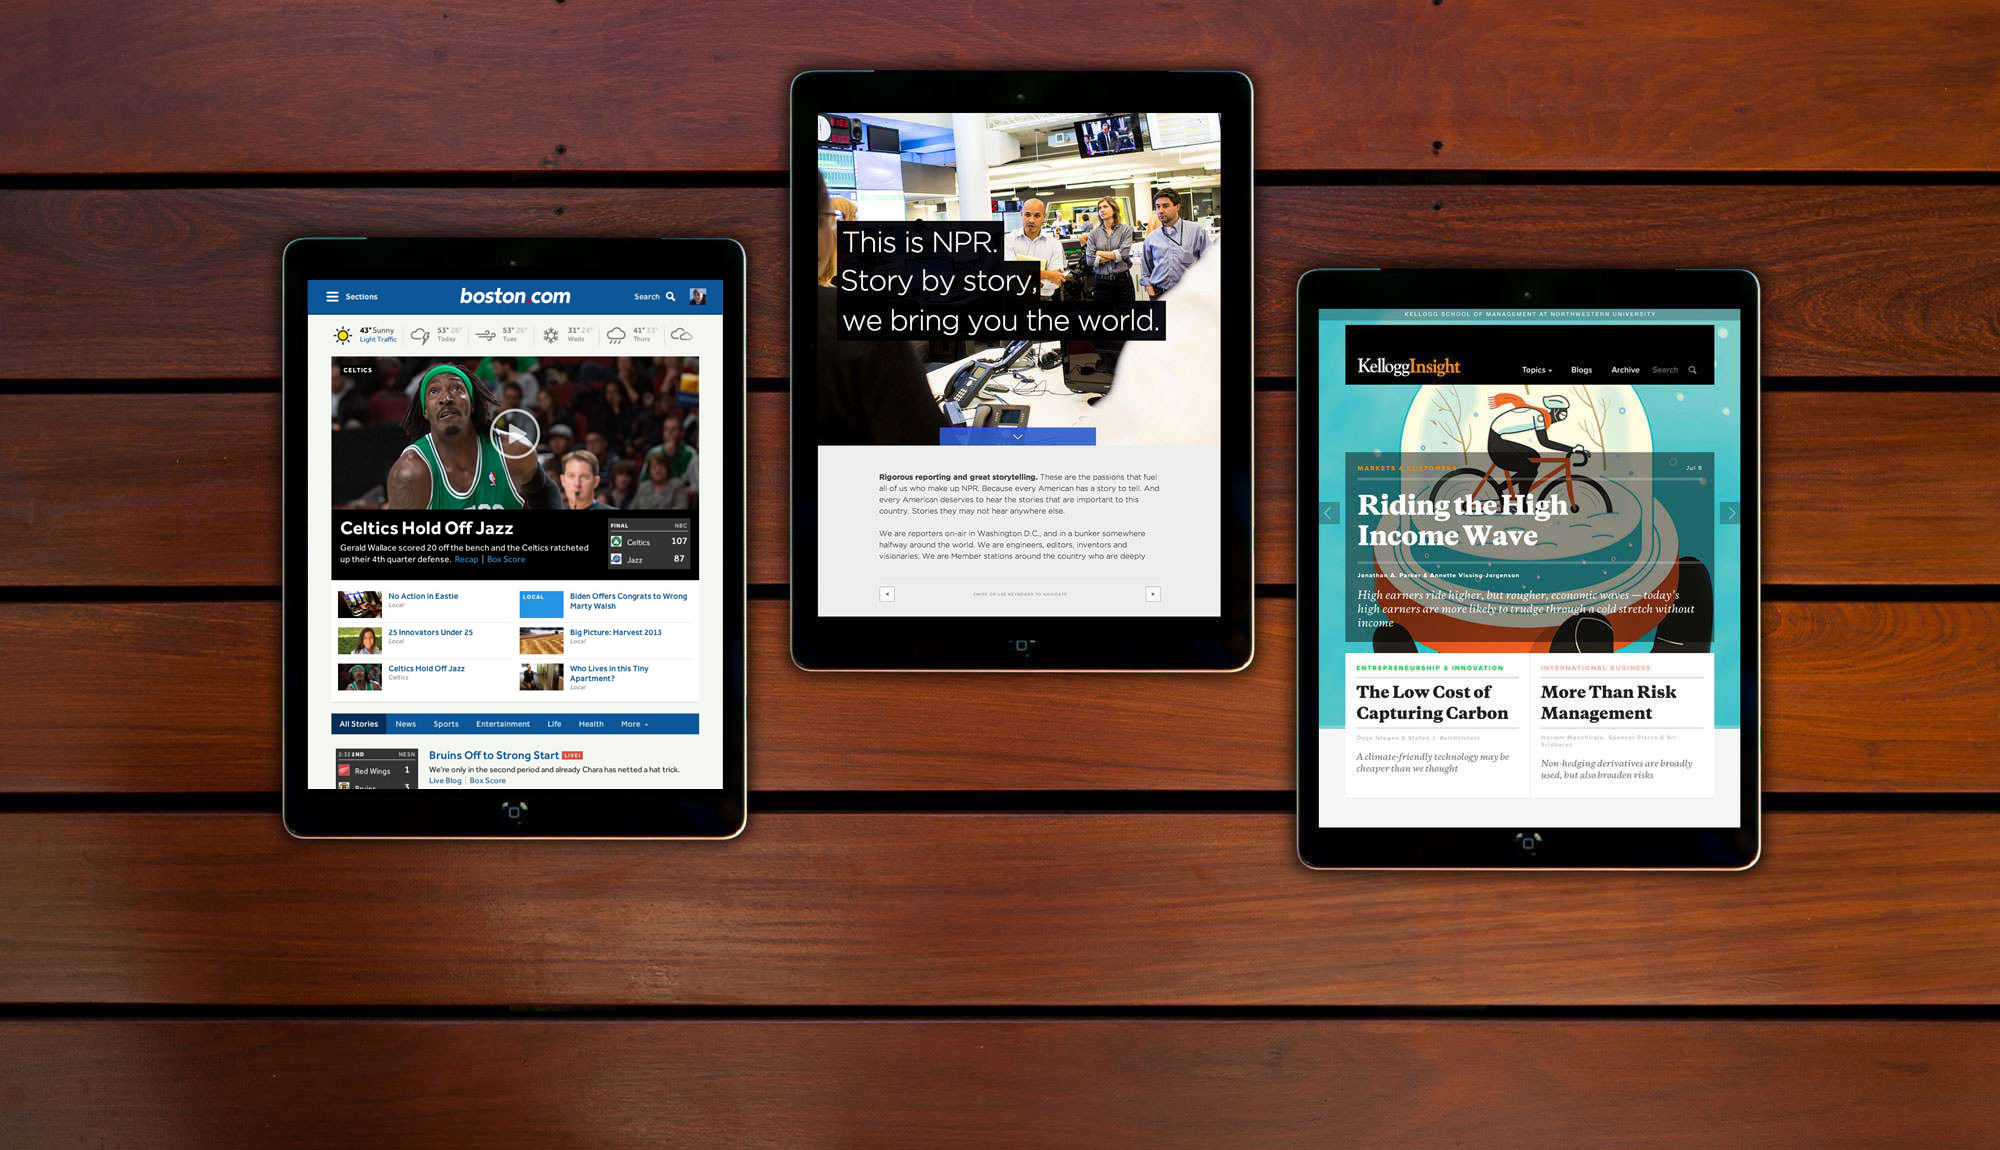 Sections
boston.com
Search
43° Sunny
Light Traffic
53° 26°
Today
53° 26°
Tues
31° 24°
Weds
41° 33°
Thurs
CELTICS
Celtics Hold Off Jazz
Gerald Wallace scored 20 off the bench and the Celtics ratcheted
up their 4th quarter defense. Recap | Box Score
FINAL NBC
Celtics 107
Jazz 87
No Action in Eastie
Local
LOCAL
Biden Offers Congrats to Wrong
Marty Walsh
25 Innovators Under 25
Local
Big Picture: Harvest 2013
Local
Celtics Hold Off Jazz
Celtics
Who Lives in this Tiny
Apartment?
Local
All Stories News Sports Entertainment Life Health More
2:32 2ND NESN
Red Wings 1
Bruins 3
Bruins Off to Strong Start LIVE!
We're only in the second period and already Chara has netted a hat trick.
Live Blog | Box Score
This is NPR.
Story by story,
we bring you the world.
Rigorous reporting and great storytelling. These are the passions that fuel
all of us who make up NPR. Because every American has a story to tell. And
every American deserves to hear the stories that are important to this
country. Stories they may not hear anywhere else.
We are reporters on-air in Washington D.C., and in a bunker somewhere
halfway around the world. We are engineers, editors, inventors and
visionaries. We are Member stations around the country who are deeply
SWIPE OR USE KEYBOARD TO NAVIGATE
KELLOGG SCHOOL OF MANAGEMENT AT NORTHWESTERN UNIVERSITY
KelloggInsight
Topics Blogs Archive Search
MARKETS & CUSTOMERS
Jul 9
Riding the High
Income Wave
Jonathan A. Parker & Annette Vissing-Jorgenson
High earners ride higher, but rougher, economic waves — today's
high earners are more likely to trudge through a cold stretch without
income
ENTREPRENEURSHIP & INNOVATION
The Low Cost of
Capturing Carbon
A climate-friendly technology may be
cheaper than we thought
INTERNATIONAL BUSINESS
More Than Risk
Management
Non-hedging derivatives are broadly
used, but also broaden risks